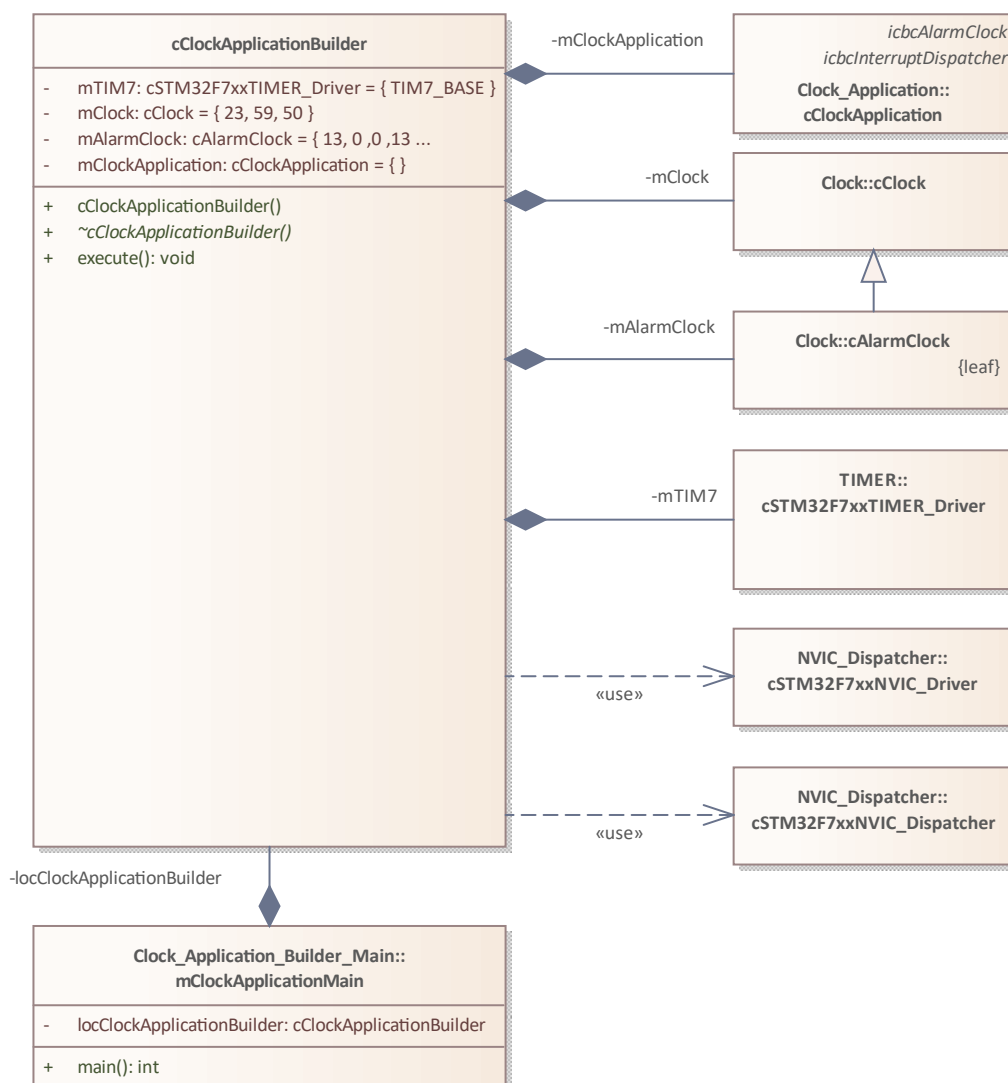 cClockApplicationBuilder
- mTIM7: cSTM32F7xxTIMER_Driver = { TIM7_BASE }
- mClock: cClock = { 23, 59, 50 }
- mAlarmClock: cAlarmClock = { 13, 0 ,0 ,13 ...
- mClockApplication: cClockApplication = { }
+ cClockApplicationBuilder()
+ ~cClockApplicationBuilder()
+ execute(): void
-mClockApplication
icbcAlarmClock
icbcInterruptDispatcher
Clock_Application::
cClockApplication
-mClock
Clock::cClock
-mAlarmClock
Clock::cAlarmClock
{leaf}
-mTIM7
TIMER::
cSTM32F7xxTIMER_Driver
«use»
NVIC_Dispatcher::
cSTM32F7xxNVIC_Driver
«use»
NVIC_Dispatcher::
cSTM32F7xxNVIC_Dispatcher
-locClockApplicationBuilder
Clock_Application_Builder_Main::
mClockApplicationMain
- locClockApplicationBuilder: cClockApplicationBuilder
+ main(): int